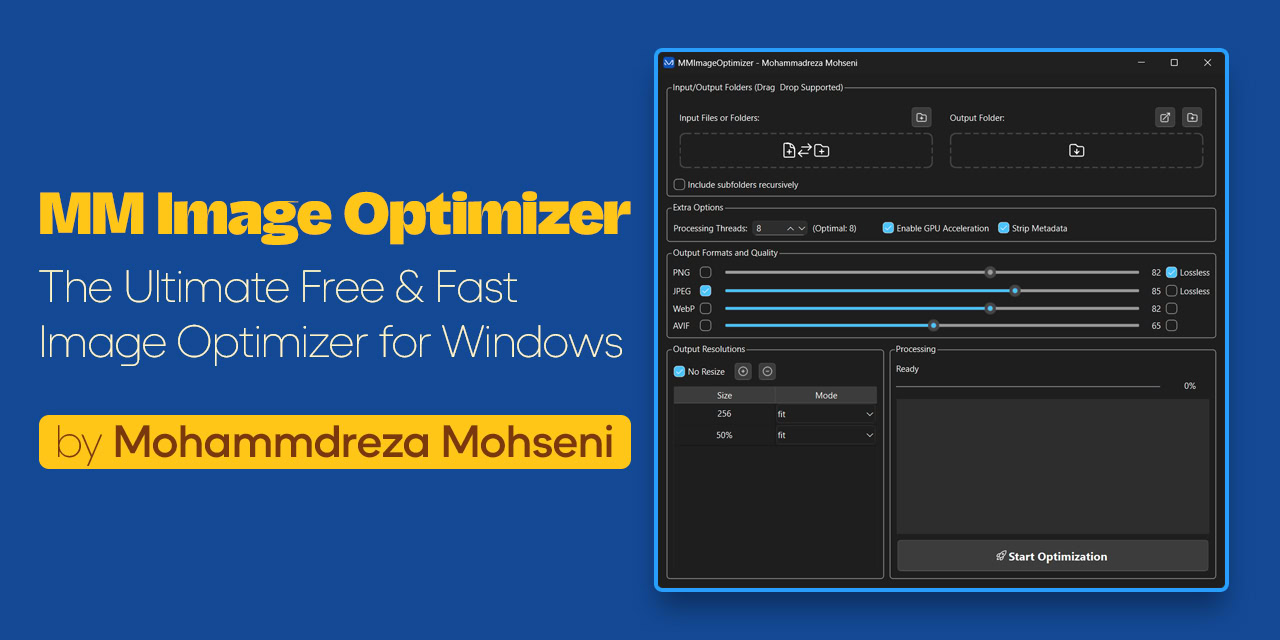 MM Image Optimizer
The Ultimate Free & Fast
Image Optimizer for Windows
by Mohammdreza Mohseni
MMImageOptimizer - Mohammadreza Mohseni
Input/Output Folders (Drag  Drop Supported)
Input Files or Folders:
Output Folder:
Include subfolders recursively
Extra Options
Processing Threads: 8 (Optimal: 8) Enable GPU Acceleration Strip Metadata
Output Formats and Quality
PNG 82 Lossless
JPEG 85 Lossless
WebP 82
AVIF 65
Output Resolutions
No Resize
Size Mode
256 fit
50% fit
Processing
Ready
0%
Start Optimization